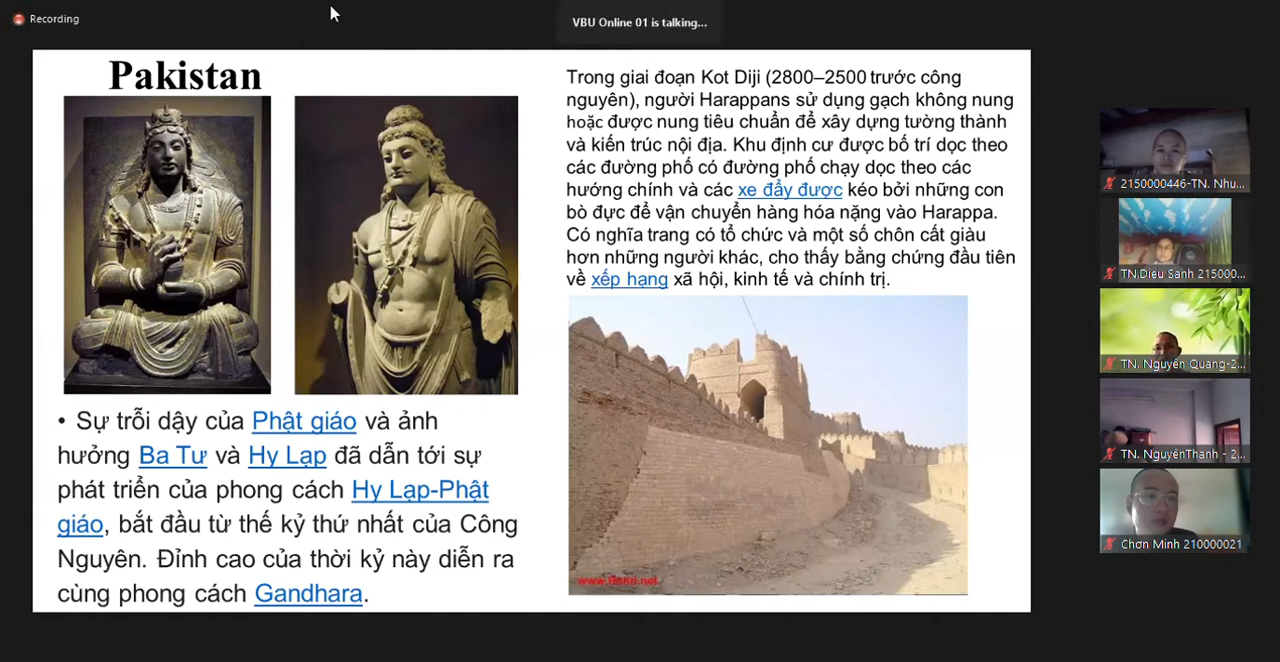 Recording
VBU Online 01 is talking...
Pakistan
Trong giai đoạn Kot Diji (2800–2500 trước công
nguyên), người Harappans sử dụng gạch không nung
hoặc được nung tiêu chuẩn để xây dựng tường thành
và kiến trúc nội địa. Khu định cư được bố trí dọc theo
các đường phố có đường phố chạy dọc theo các
hướng chính và các xe đẩy được kéo bởi những con
bò đực để vận chuyển hàng hóa nặng vào Harappa.
Có nghĩa trang có tổ chức và một số chôn cất giàu
hơn những người khác, cho thấy bằng chứng đầu tiên
về xếp hạng xã hội, kinh tế và chính trị.
• Sự trỗi dậy của Phật giáo và ảnh
hưởng Ba Tư và Hy Lạp đã dẫn tới sự
phát triển của phong cách Hy Lạp-Phật
giáo, bắt đầu từ thế kỷ thứ nhất của Công
Nguyên. Đỉnh cao của thời kỷ này diễn ra
cùng phong cách Gandhara.
2150000446-TN. Nhu...
TN.Dieu Sanh 215000...
TN. Nguyên Quang-2...
TN. NguyênThanh - 2...
Chơn Minh 210000021